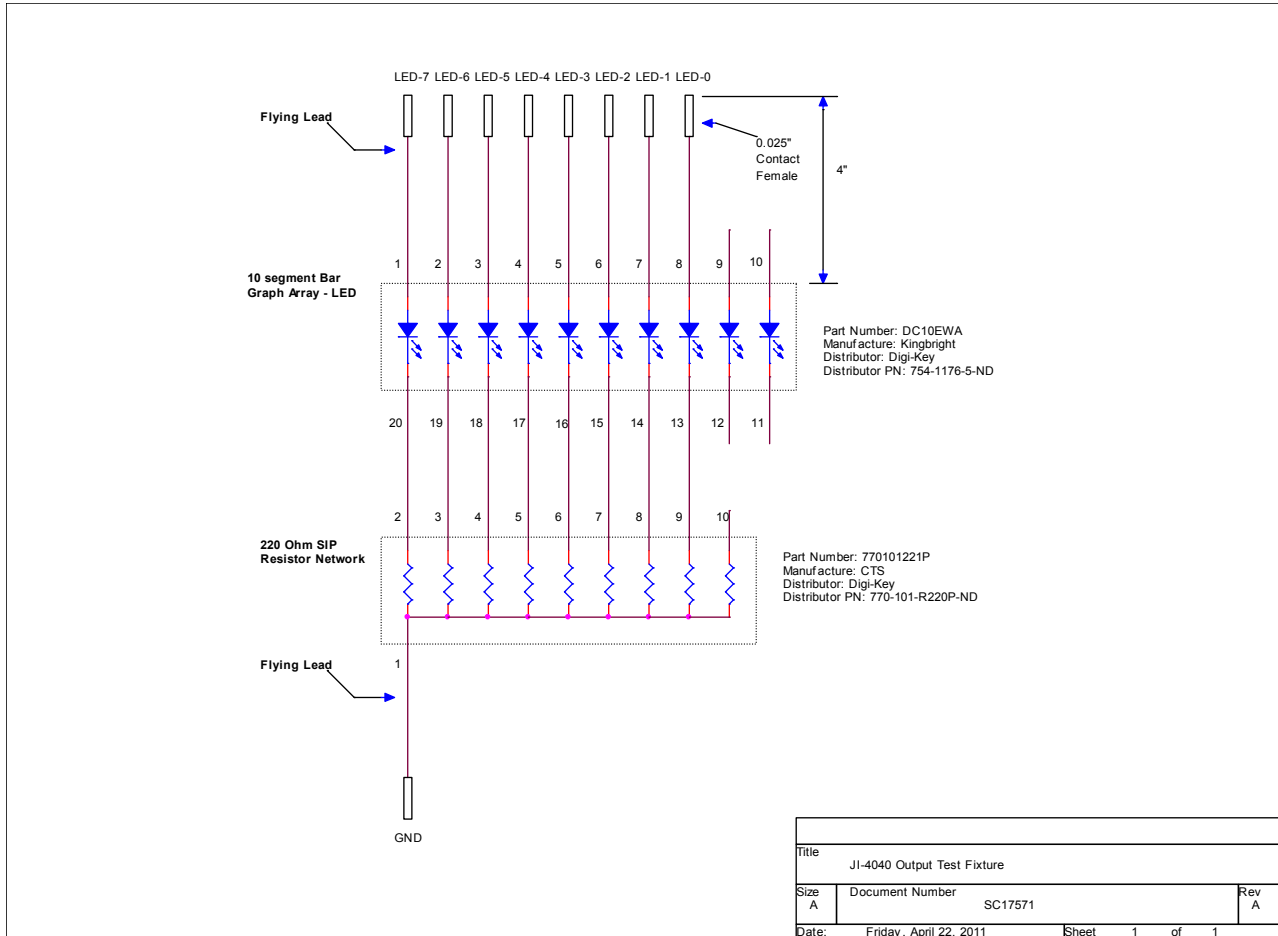 LED-7 LED-6 LED-5 LED-4 LED-3 LED-2 LED-1 LED-0
Flying Lead
0.025"
Contact
Female
4"
1 2 3 4 5 6 7 8 9 10
10 segment Bar
Graph Array - LED
Part Number: DC10EWA
Manufacture: Kingbright
Distributor: Digi-Key
Distributor PN: 754-1176-5-ND
20 19 18 17 16 15 14 13 12 11
2 3 4 5 6 7 8 9 10
220 Ohm SIP
Resistor Network
Part Number: 770101221P
Manufacture: CTS
Distributor: Digi-Key
Distributor PN: 770-101-R220P-ND
Flying Lead
1
GND
Title
JI-4040 Output Test Fixture
Size Document Number Rev
A SC17571 A
Date: Friday, April 22, 2011 Sheet 1 of 1